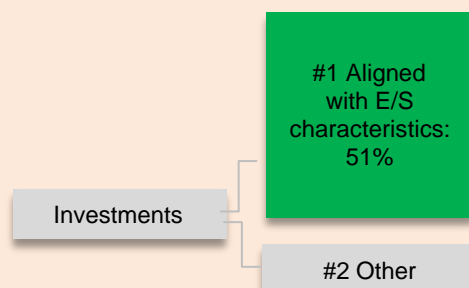 #1 Aligned
with E/S
characteristics:
51%
Investments
#2 Other